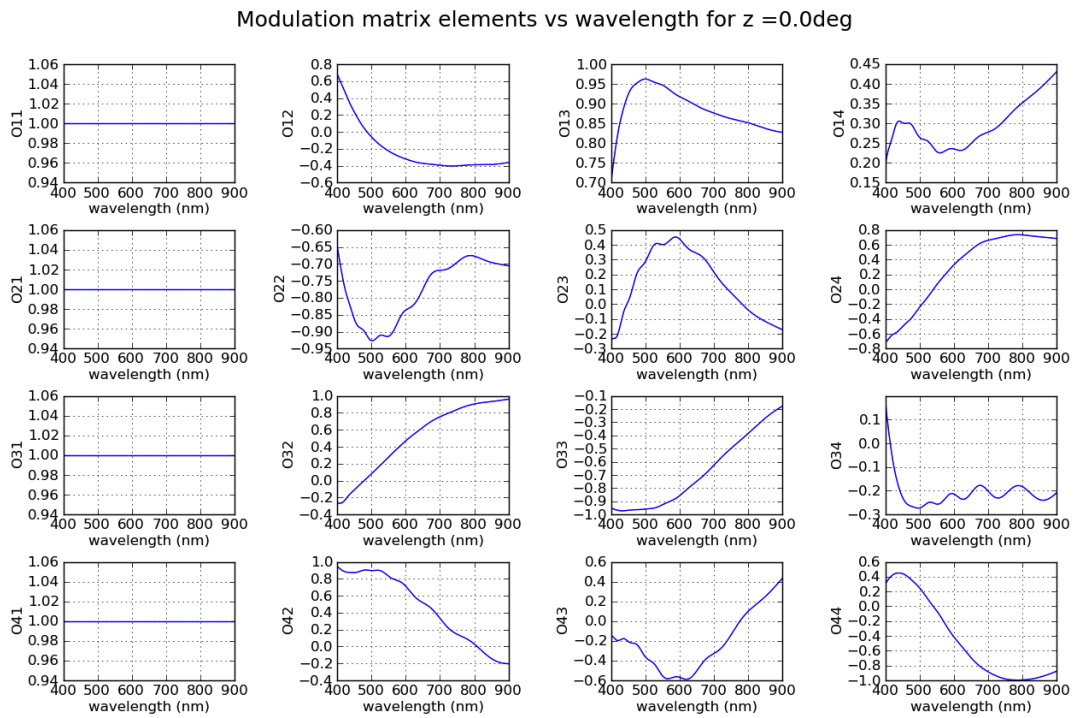 Modulation matrix elements vs wavelength for z =0.0deg
1.06
1.04
1.02
1.00
0.98
0.96
0.94
O11
400 500 600 700 800 900
wavelength (nm)
0.8
0.6
0.4
0.2
0.0
−0.2
−0.4
−0.6
O12
400 500 600 700 800 900
wavelength (nm)
1.00
0.95
0.90
0.85
0.80
0.75
0.70
O13
400 500 600 700 800 900
wavelength (nm)
0.45
0.40
0.35
0.30
0.25
0.20
0.15
O14
400 500 600 700 800 900
wavelength (nm)
1.06
1.04
1.02
1.00
0.98
0.96
0.94
O21
400 500 600 700 800 900
wavelength (nm)
−0.60
−0.65
−0.70
−0.75
−0.80
−0.85
−0.90
−0.95
O22
400 500 600 700 800 900
wavelength (nm)
0.5
0.4
0.3
0.2
0.1
0.0
−0.1
−0.2
−0.3
O23
400 500 600 700 800 900
wavelength (nm)
0.8
0.6
0.4
0.2
0.0
−0.2
−0.4
−0.6
−0.8
O24
400 500 600 700 800 900
wavelength (nm)
1.06
1.04
1.02
1.00
0.98
0.96
0.94
O31
400 500 600 700 800 900
wavelength (nm)
1.0
0.8
0.6
0.4
0.2
0.0
−0.2
−0.4
O32
400 500 600 700 800 900
wavelength (nm)
−0.1
−0.2
−0.3
−0.4
−0.5
−0.6
−0.7
−0.8
−0.9
−1.0
O33
400 500 600 700 800 900
wavelength (nm)
0.1
0.0
−0.1
−0.2
−0.3
O34
400 500 600 700 800 900
wavelength (nm)
1.06
1.04
1.02
1.00
0.98
0.96
0.94
O41
400 500 600 700 800 900
wavelength (nm)
1.0
0.8
0.6
0.4
0.2
0.0
−0.2
−0.4
O42
400 500 600 700 800 900
wavelength (nm)
0.6
0.4
0.2
0.0
−0.2
−0.4
−0.6
O43
400 500 600 700 800 900
wavelength (nm)
0.6
0.4
0.2
0.0
−0.2
−0.4
−0.6
−0.8
−1.0
O44
400 500 600 700 800 900
wavelength (nm)